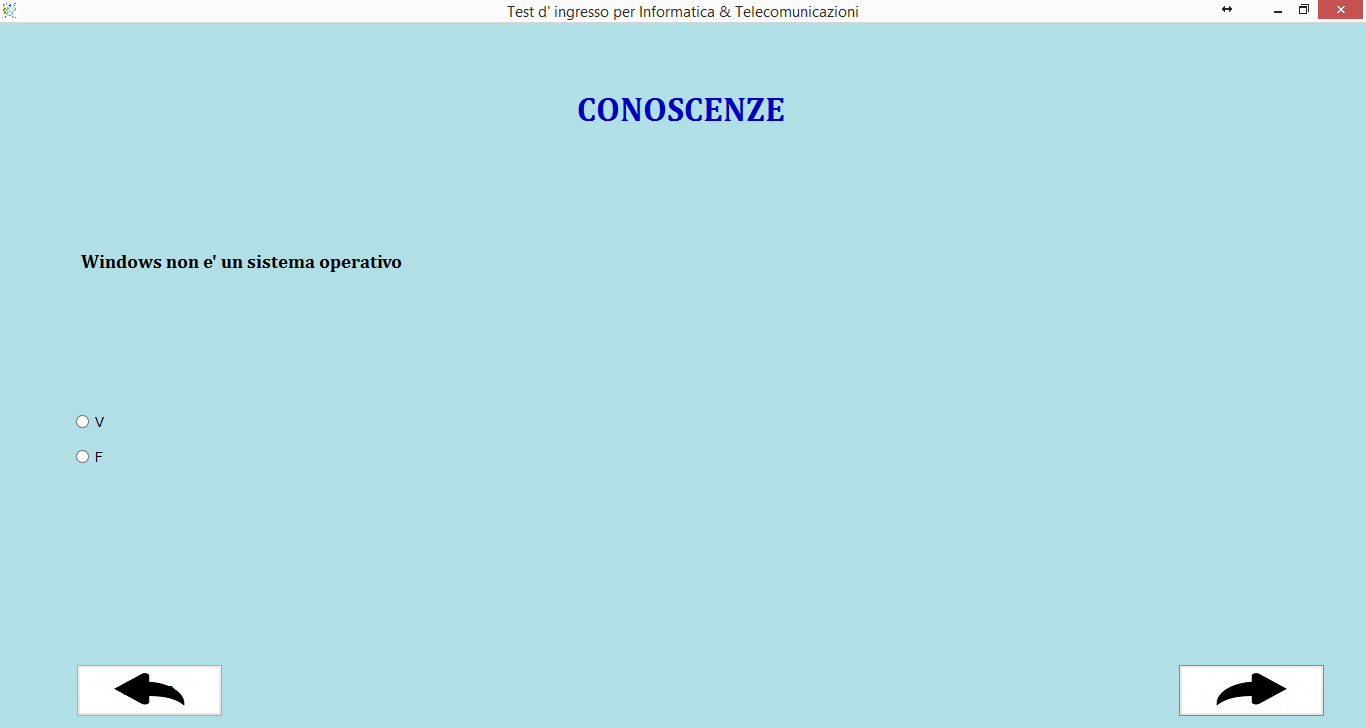 Test d' ingresso per Informatica & Telecomunicazioni
CONOSCENZE
Windows non e' un sistema operativo
V
F